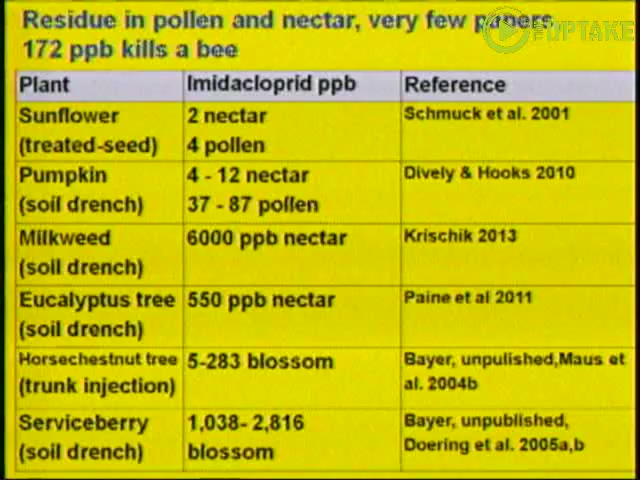 Residue in pollen and nectar, very few papers
172 ppb kills a bee
THE UPTAKE
Plant Imidacloprid ppb Reference
Sunflower 2 nectar Schmuck et al. 2001
(treated-seed) 4 pollen
Pumpkin 4 - 12 nectar Dively & Hooks 2010
(soil drench) 37 - 87 pollen
Milkweed 6000 ppb nectar Krischik 2013
(soil drench)
Eucalyptus tree 550 ppb nectar Paine et al 2011
(soil drench)
Horsechestnut tree 5-283 blossom Bayer, unpulished,Maus et
(trunk injection) al. 2004b
Serviceberry 1,038- 2,816 Bayer, unpublished,
(soil drench) blossom Doering et al. 2005a,b